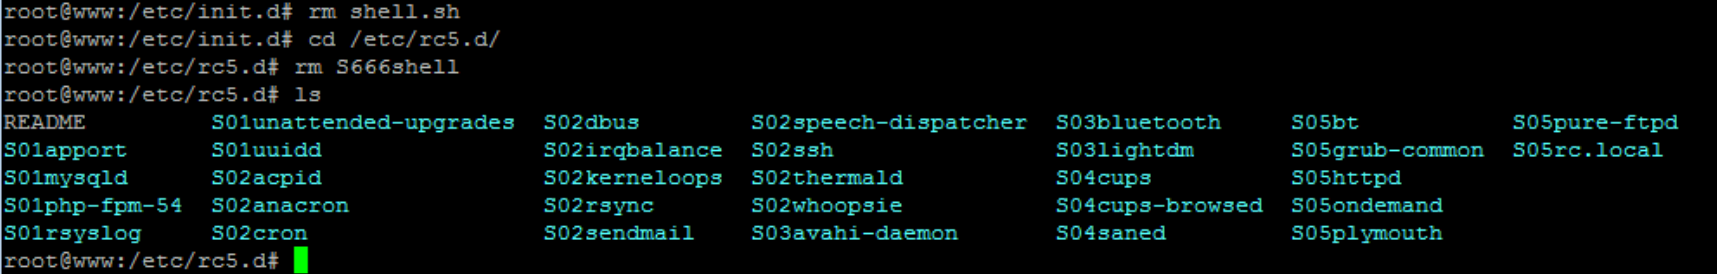 root@www:/etc/init.d# rm shell.sh
root@www:/etc/init.d# cd /etc/rc5.d/
root@www:/etc/rc5.d# rm S666shell
root@www:/etc/rc5.d# ls
README S01unattended-upgrades S02dbus S02speech-dispatcher S03bluetooth S05bt S05pure-ftpd
S01apport S01uuidd S02irqbalance S02ssh S03lightdm S05grub-common S05rc.local
S01mysqld S02acpid S02kerneloops S02thermald S04cups S05httpd
S01php-fpm-54 S02anacron S02rsync S02whoopsie S04cups-browsed S05ondemand
S01rsyslog S02cron S02sendmail S03avahi-daemon S04saned S05plymouth
root@www:/etc/rc5.d#